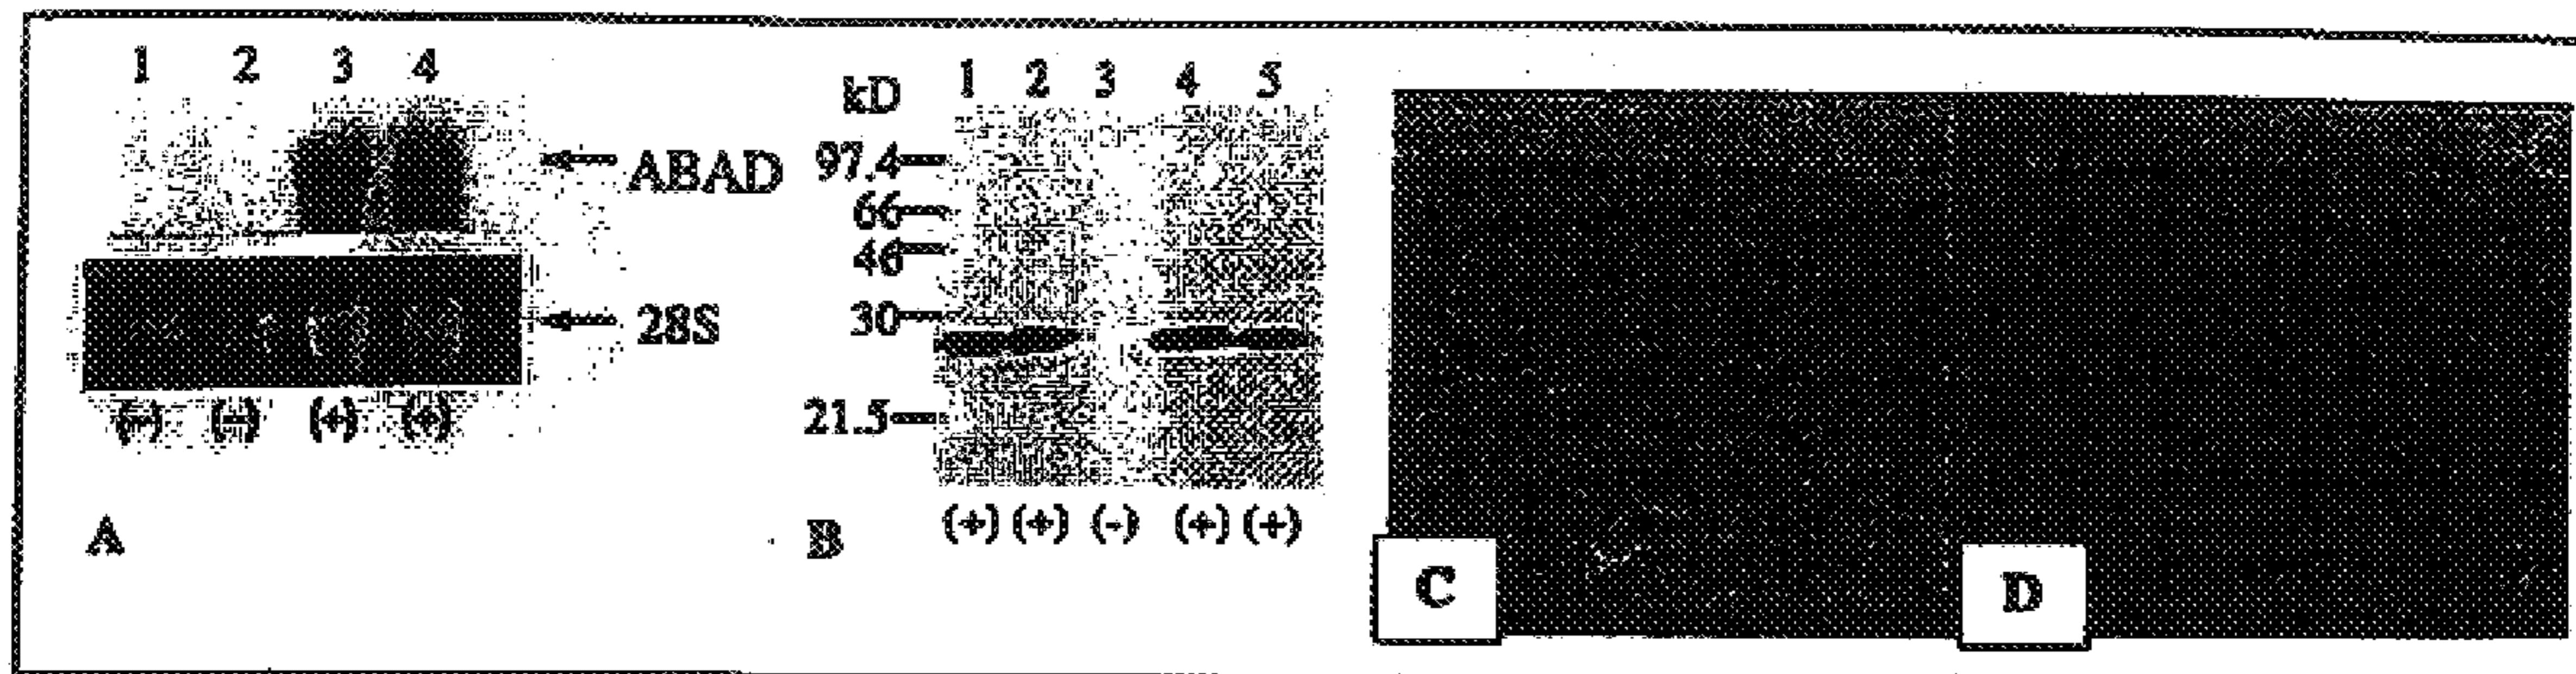 1 2 3 4
ABAD
28S
(-) (-) (+) (+)
A
kD 1 2 3 4 5
97.4
66
46
30
21.5
(+) (+) (-) (+) (+)
B
C
D